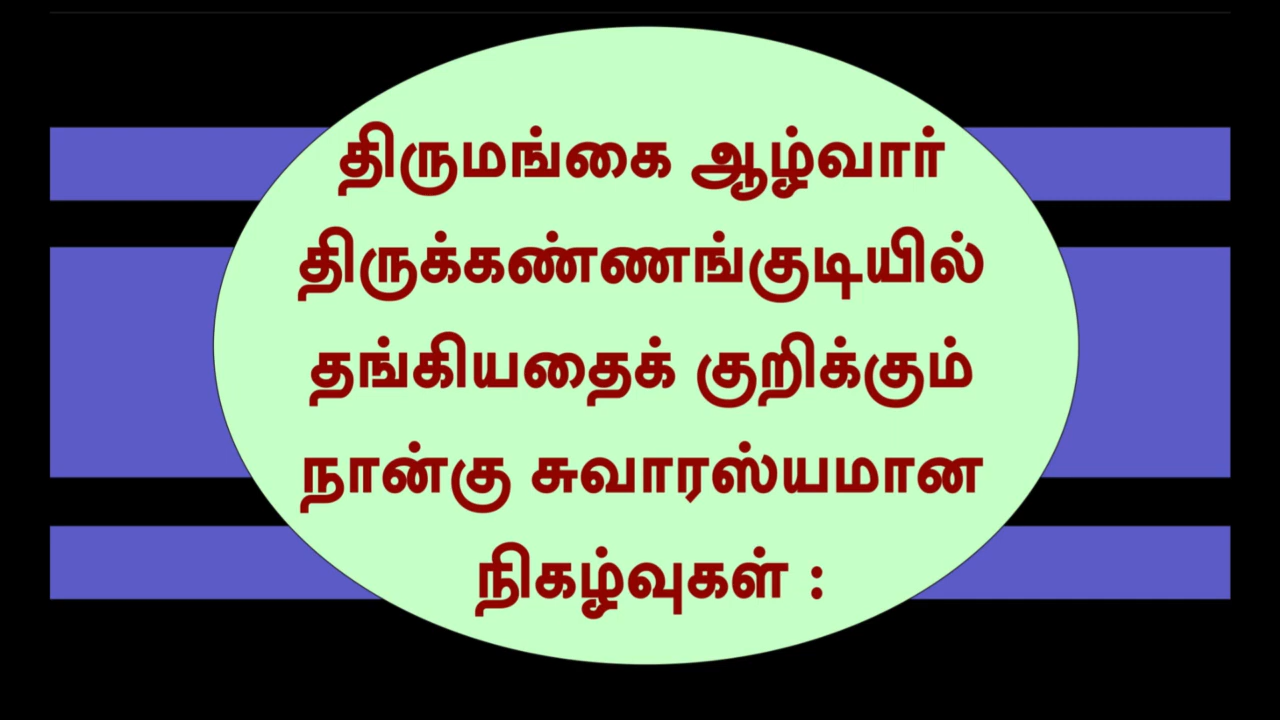 திருமங்கை ஆழ்வார்
திருக்கண்ணங்குடியில்
தங்கியதைக் குறிக்கும்
நான்கு சுவாரஸ்யமான
நிகழ்வுகள் :